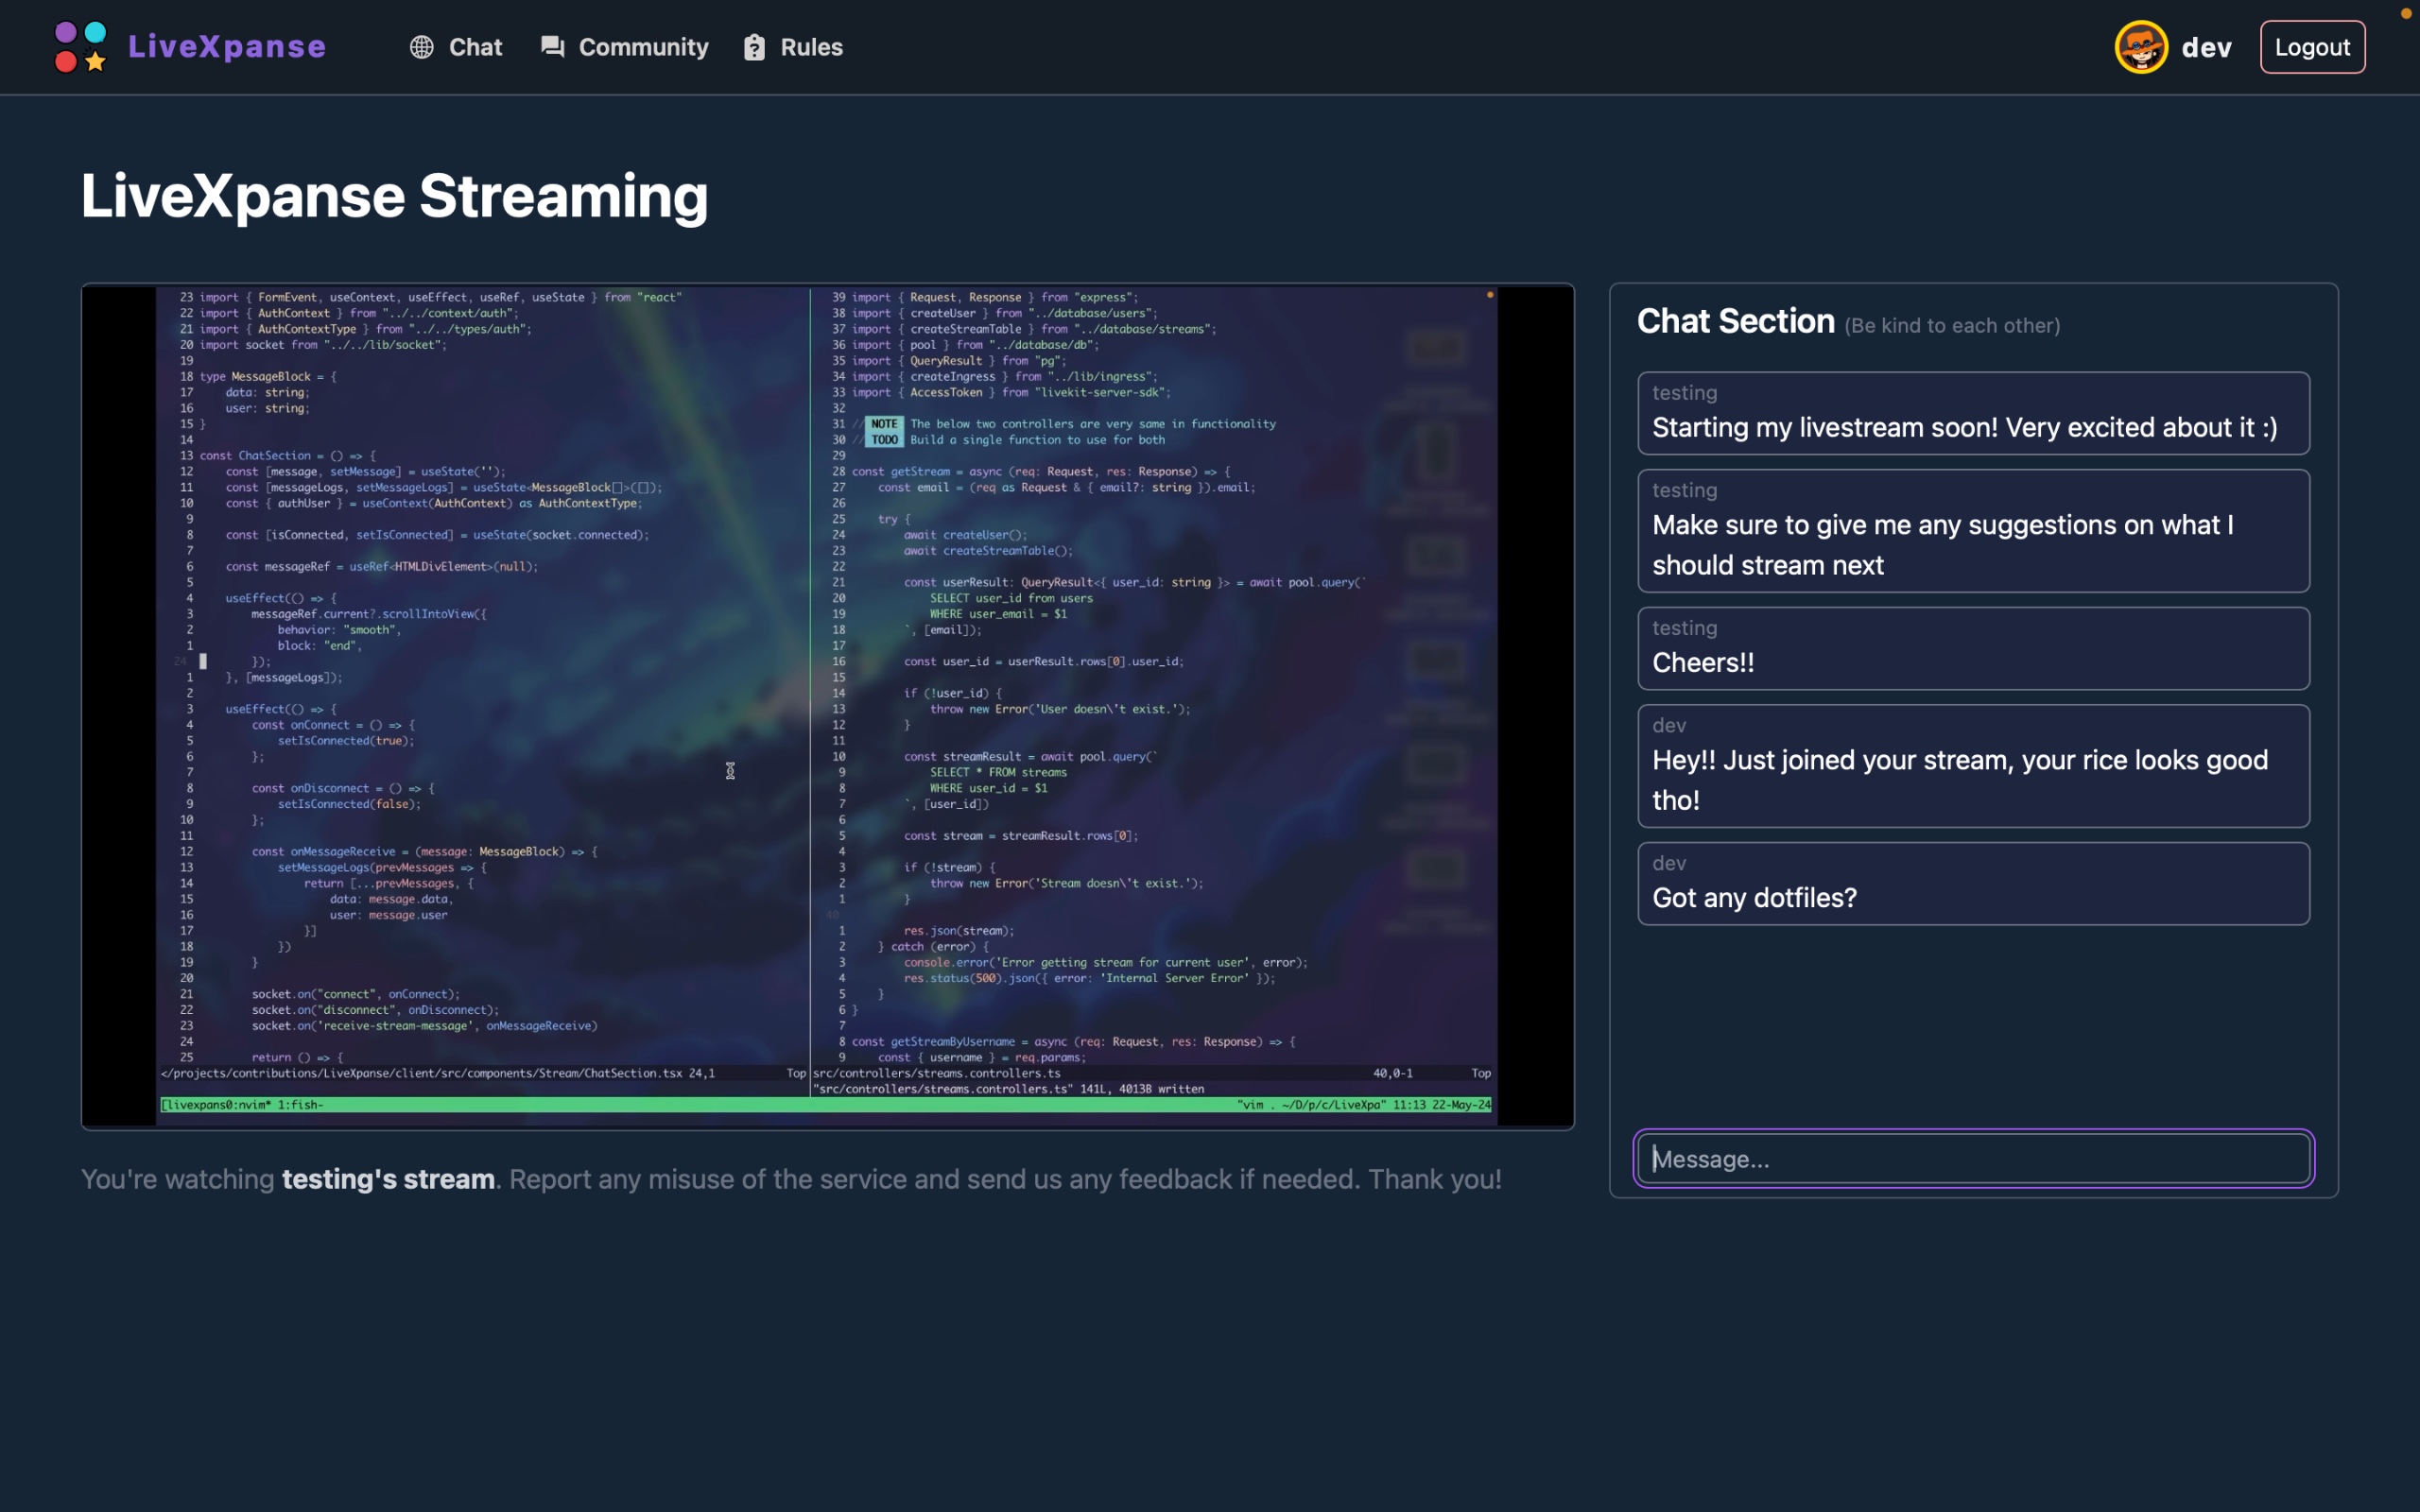 LiveXpanse
Chat
Community
Rules
dev
Logout
LiveXpanse Streaming
23 import { FormEvent, useContext, useEffect, useRef, useState } from "react"
22 import { AuthContext } from "../../context/auth";
21 import { AuthContextType } from "../../types/auth";
20 import socket from "../../lib/socket";
19
18 type MessageBlock = {
17     data: string;
16     user: string;
15 }
14
13 const ChatSection = () => {
12     const [message, setMessage] = useState('');
11     const [messageLogs, setMessageLogs] = useState<MessageBlock[]>([]);
10     const { authUser } = useContext(AuthContext) as AuthContextType;
9
8     const [isConnected, setIsConnected] = useState(socket.connected);
7
6     const messageRef = useRef<HTMLDivElement>(null);
5
4     useEffect(() => {
3         messageRef.current?.scrollIntoView({
2             behavior: "smooth",
1             block: "end",
24         });
1     }, [messageLogs]);
2
3     useEffect(() => {
4         const onConnect = () => {
5             setIsConnected(true);
6         };
7
8         const onDisconnect = () => {
9             setIsConnected(false);
10         };
11
12         const onMessageReceive = (message: MessageBlock) => {
13             setMessageLogs(prevMessages => {
14                 return [...prevMessages, {
15                     data: message.data,
16                     user: message.user
17                 }]
18             })
19         }
20
21         socket.on("connect", onConnect);
22         socket.on("disconnect", onDisconnect);
23         socket.on('receive-stream-message', onMessageReceive)
24
25         return () => {
</projects/contributions/LiveXpanse/client/src/components/Stream/ChatSection.tsx 24,1 Top
39 import { Request, Response } from "express";
38 import { createUser } from "../database/users";
37 import { createStreamTable } from "../database/streams";
36 import { pool } from "../database/db";
35 import { QueryResult } from "pg";
34 import { createIngress } from "../lib/ingress";
33 import { AccessToken } from "livekit-server-sdk";
32
31 // NOTE The below two controllers are very same in functionality
30 // TODO Build a single function to use for both
29
28 const getStream = async (req: Request, res: Response) => {
27     const email = (req as Request & { email?: string }).email;
26
25     try {
24         await createUser();
23         await createStreamTable();
22
21         const userResult: QueryResult<{ user_id: string }> = await pool.query(`
20             SELECT user_id from users
19             WHERE user_email = $1
18         `, [email]);
17
16         const user_id = userResult.rows[0].user_id;
15
14         if (!user_id) {
13             throw new Error('User doesn\'t exist.');
12         }
11
10         const streamResult = await pool.query(`
9             SELECT * FROM streams
8             WHERE user_id = $1
7         `, [user_id])
6
5         const stream = streamResult.rows[0];
4
3         if (!stream) {
2             throw new Error('Stream doesn\'t exist.');
1         }
40
1         res.json(stream);
2     } catch (error) {
3         console.error('Error getting stream for current user', error);
4         res.status(500).json({ error: 'Internal Server Error' });
5     }
6 }
7
8 const getStreamByUsername = async (req: Request, res: Response) => {
9     const { username } = req.params;
src/controllers/streams.controllers.ts 40,0-1 Top
"src/controllers/streams.controllers.ts" 141L, 4013B written
[livexpans0:nvim* 1:fish- "vim . ~/D/p/c/LiveXpa" 11:13 22-May-24
You're watching testing's stream. Report any misuse of the service and send us any feedback if needed. Thank you!
Chat Section (Be kind to each other)
testing
Starting my livestream soon! Very excited about it :)
testing
Make sure to give me any suggestions on what I
should stream next
testing
Cheers!!
dev
Hey!! Just joined your stream, your rice looks good
tho!
dev
Got any dotfiles?
Message...